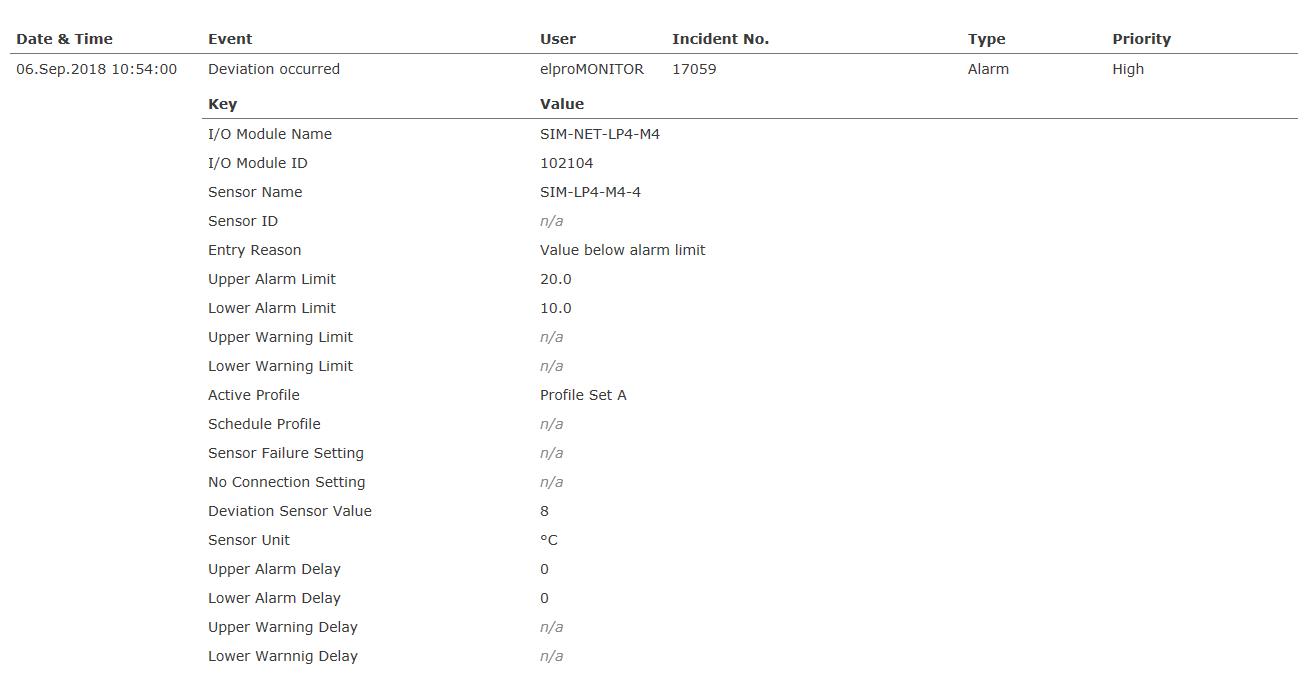 Date & Time Event User Incident No. Type Priority
06.Sep.2018 10:54:00 Deviation occurred elproMONITOR 17059 Alarm High
Key Value
I/O Module Name SIM-NET-LP4-M4
I/O Module ID 102104
Sensor Name SIM-LP4-M4-4
Sensor ID n/a
Entry Reason Value below alarm limit
Upper Alarm Limit 20.0
Lower Alarm Limit 10.0
Upper Warning Limit n/a
Lower Warning Limit n/a
Active Profile Profile Set A
Schedule Profile n/a
Sensor Failure Setting n/a
No Connection Setting n/a
Deviation Sensor Value 8
Sensor Unit °C
Upper Alarm Delay 0
Lower Alarm Delay 0
Upper Warning Delay n/a
Lower Warnnig Delay n/a